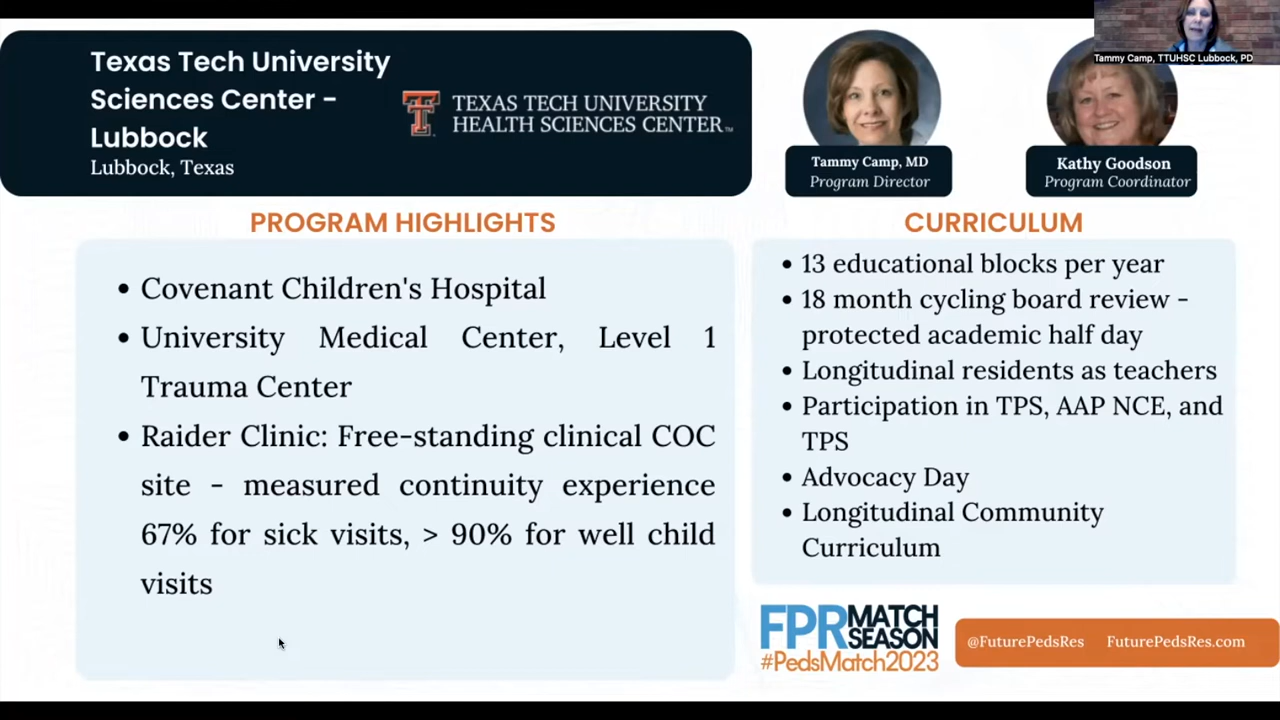 Texas Tech University
Sciences Center -
Lubbock
Lubbock, Texas
TEXAS TECH UNIVERSITY
HEALTH SCIENCES CENTER™
Tammy Camp, MD
Program Director
Kathy Goodson
Program Coordinator
Tammy Camp, TTUHSC Lubbock, PD
PROGRAM HIGHLIGHTS
• Covenant Children's Hospital
• University Medical Center, Level 1
Trauma Center
• Raider Clinic: Free-standing clinical COC
site - measured continuity experience
67% for sick visits, > 90% for well child
visits
CURRICULUM
• 13 educational blocks per year
• 18 month cycling board review -
protected academic half day
• Longitudinal residents as teachers
• Participation in TPS, AAP NCE, and
TPS
• Advocacy Day
• Longitudinal Community
Curriculum
FPR MATCH
SEASON
#PedsMatch2023
@FuturePedsRes FuturePedsRes.com